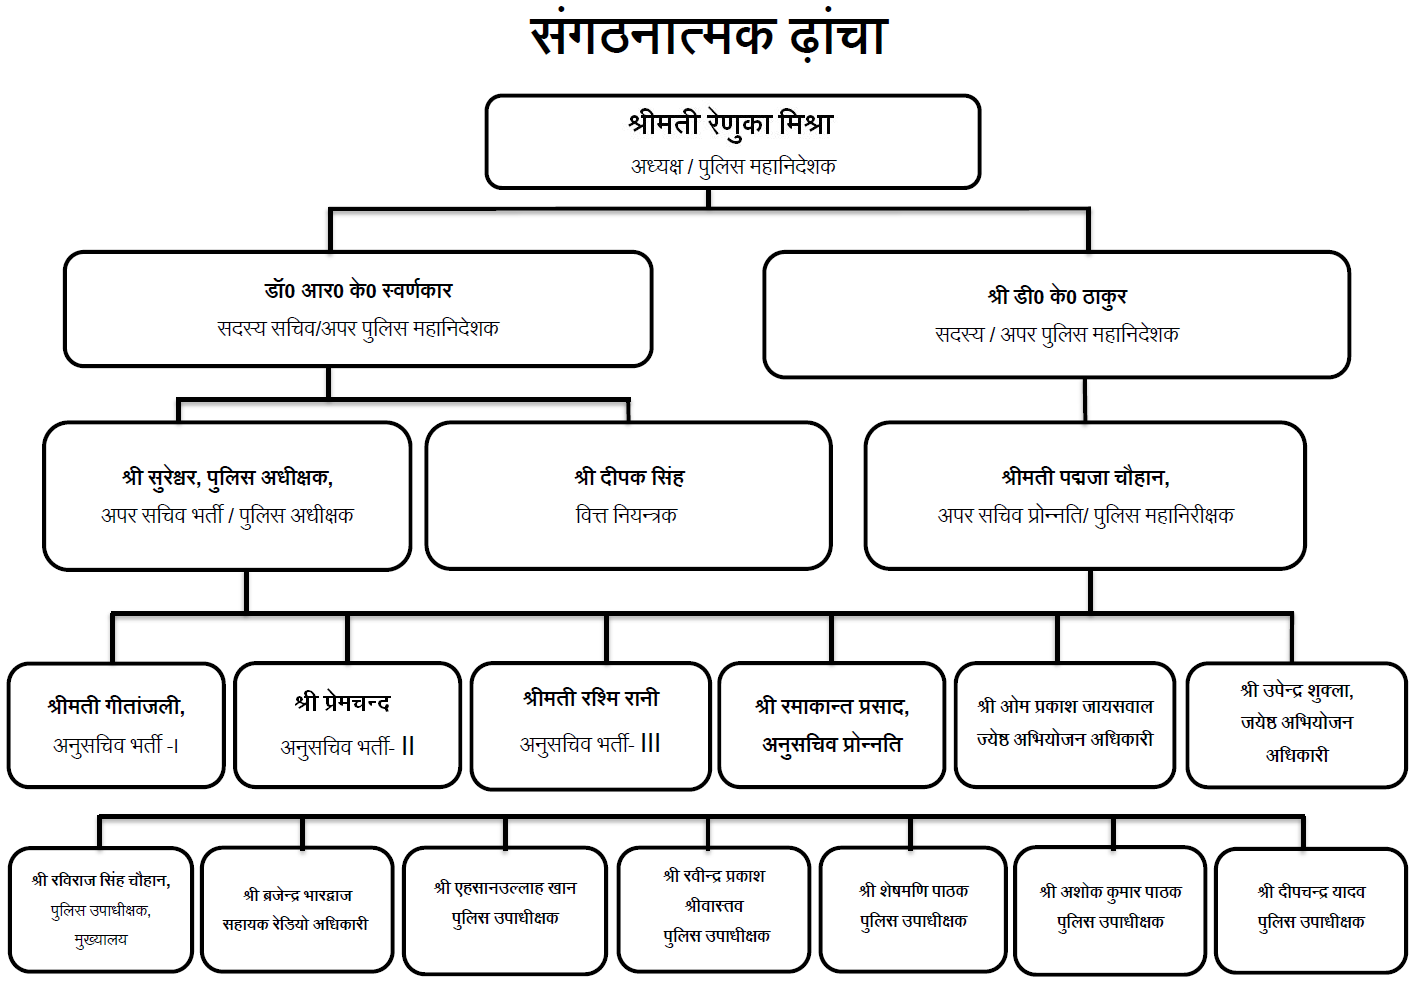 संगठनात्मक ढ़ांचा
श्रीमती रेणुका मिश्रा
अध्यक्ष / पुलिस महानिदेशक
डॉ0 आर0 के0 स्वर्णकार
सदस्य सचिव/अपर पुलिस महानिदेशक
श्री डी0 के0 ठाकुर
सदस्य / अपर पुलिस महानिदेशक
श्री सुरेश्वर, पुलिस अधीक्षक,
अपर सचिव भर्ती / पुलिस अधीक्षक
श्री दीपक सिंह
वित्त नियन्त्रक
श्रीमती पद्मजा चौहान,
अपर सचिव प्रोन्नति/ पुलिस महानिरीक्षक
श्रीमती गीतांजली,
अनुसचिव भर्ती -I
श्री प्रेमचन्द
अनुसचिव भर्ती- II
श्रीमती रश्मि रानी
अनुसचिव भर्ती- III
श्री रमाकान्त प्रसाद,
अनुसचिव प्रोन्नति
श्री ओम प्रकाश जायसवाल
ज्येष्ठ अभियोजन अधिकारी
श्री उपेन्द्र शुक्ला,
जयेष्ठ अभियोजन
अधिकारी
श्री रविराज सिंह चौहान,
पुलिस उपाधीक्षक,
मुख्यालय
श्री ब्रजेन्द्र भारद्वाज
सहायक रेडियो अधिकारी
श्री एहसानउल्लाह खान
पुलिस उपाधीक्षक
श्री रवीन्द्र प्रकाश
श्रीवास्तव
पुलिस उपाधीक्षक
श्री शेषमणि पाठक
पुलिस उपाधीक्षक
श्री अशोक कुमार पाठक
पुलिस उपाधीक्षक
श्री दीपचन्द्र यादव
पुलिस उपाधीक्षक